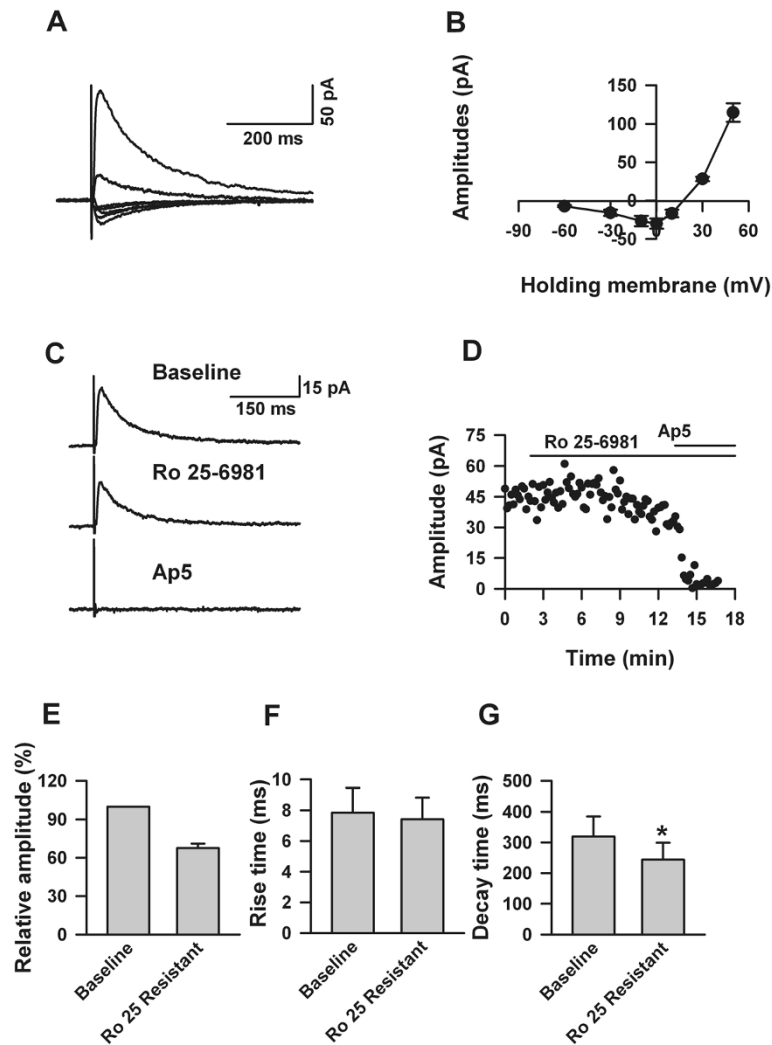 A
50 pA
200 ms
B
Amplitudes (pA)
150
100
50
0
-50
-90
-60
-30
0
30
60
Holding membrane (mV)
C
Baseline
15 pA
150 ms
Ro 25-6981
Ap5
D
Amplitude (pA)
75
60
45
30
15
0
Ro 25-6981
Ap5
0
3
6
9
12
15
18
Time (min)
E
Relative amplitude (%)
120
90
60
30
0
Baseline
Ro 25 Resistant
F
Rise time (ms)
10
8
6
4
2
0
Baseline
Ro 25 Resistant
G
Decay time (ms)
500
400
300
200
100
0
*
Baseline
Ro 25 Resistant